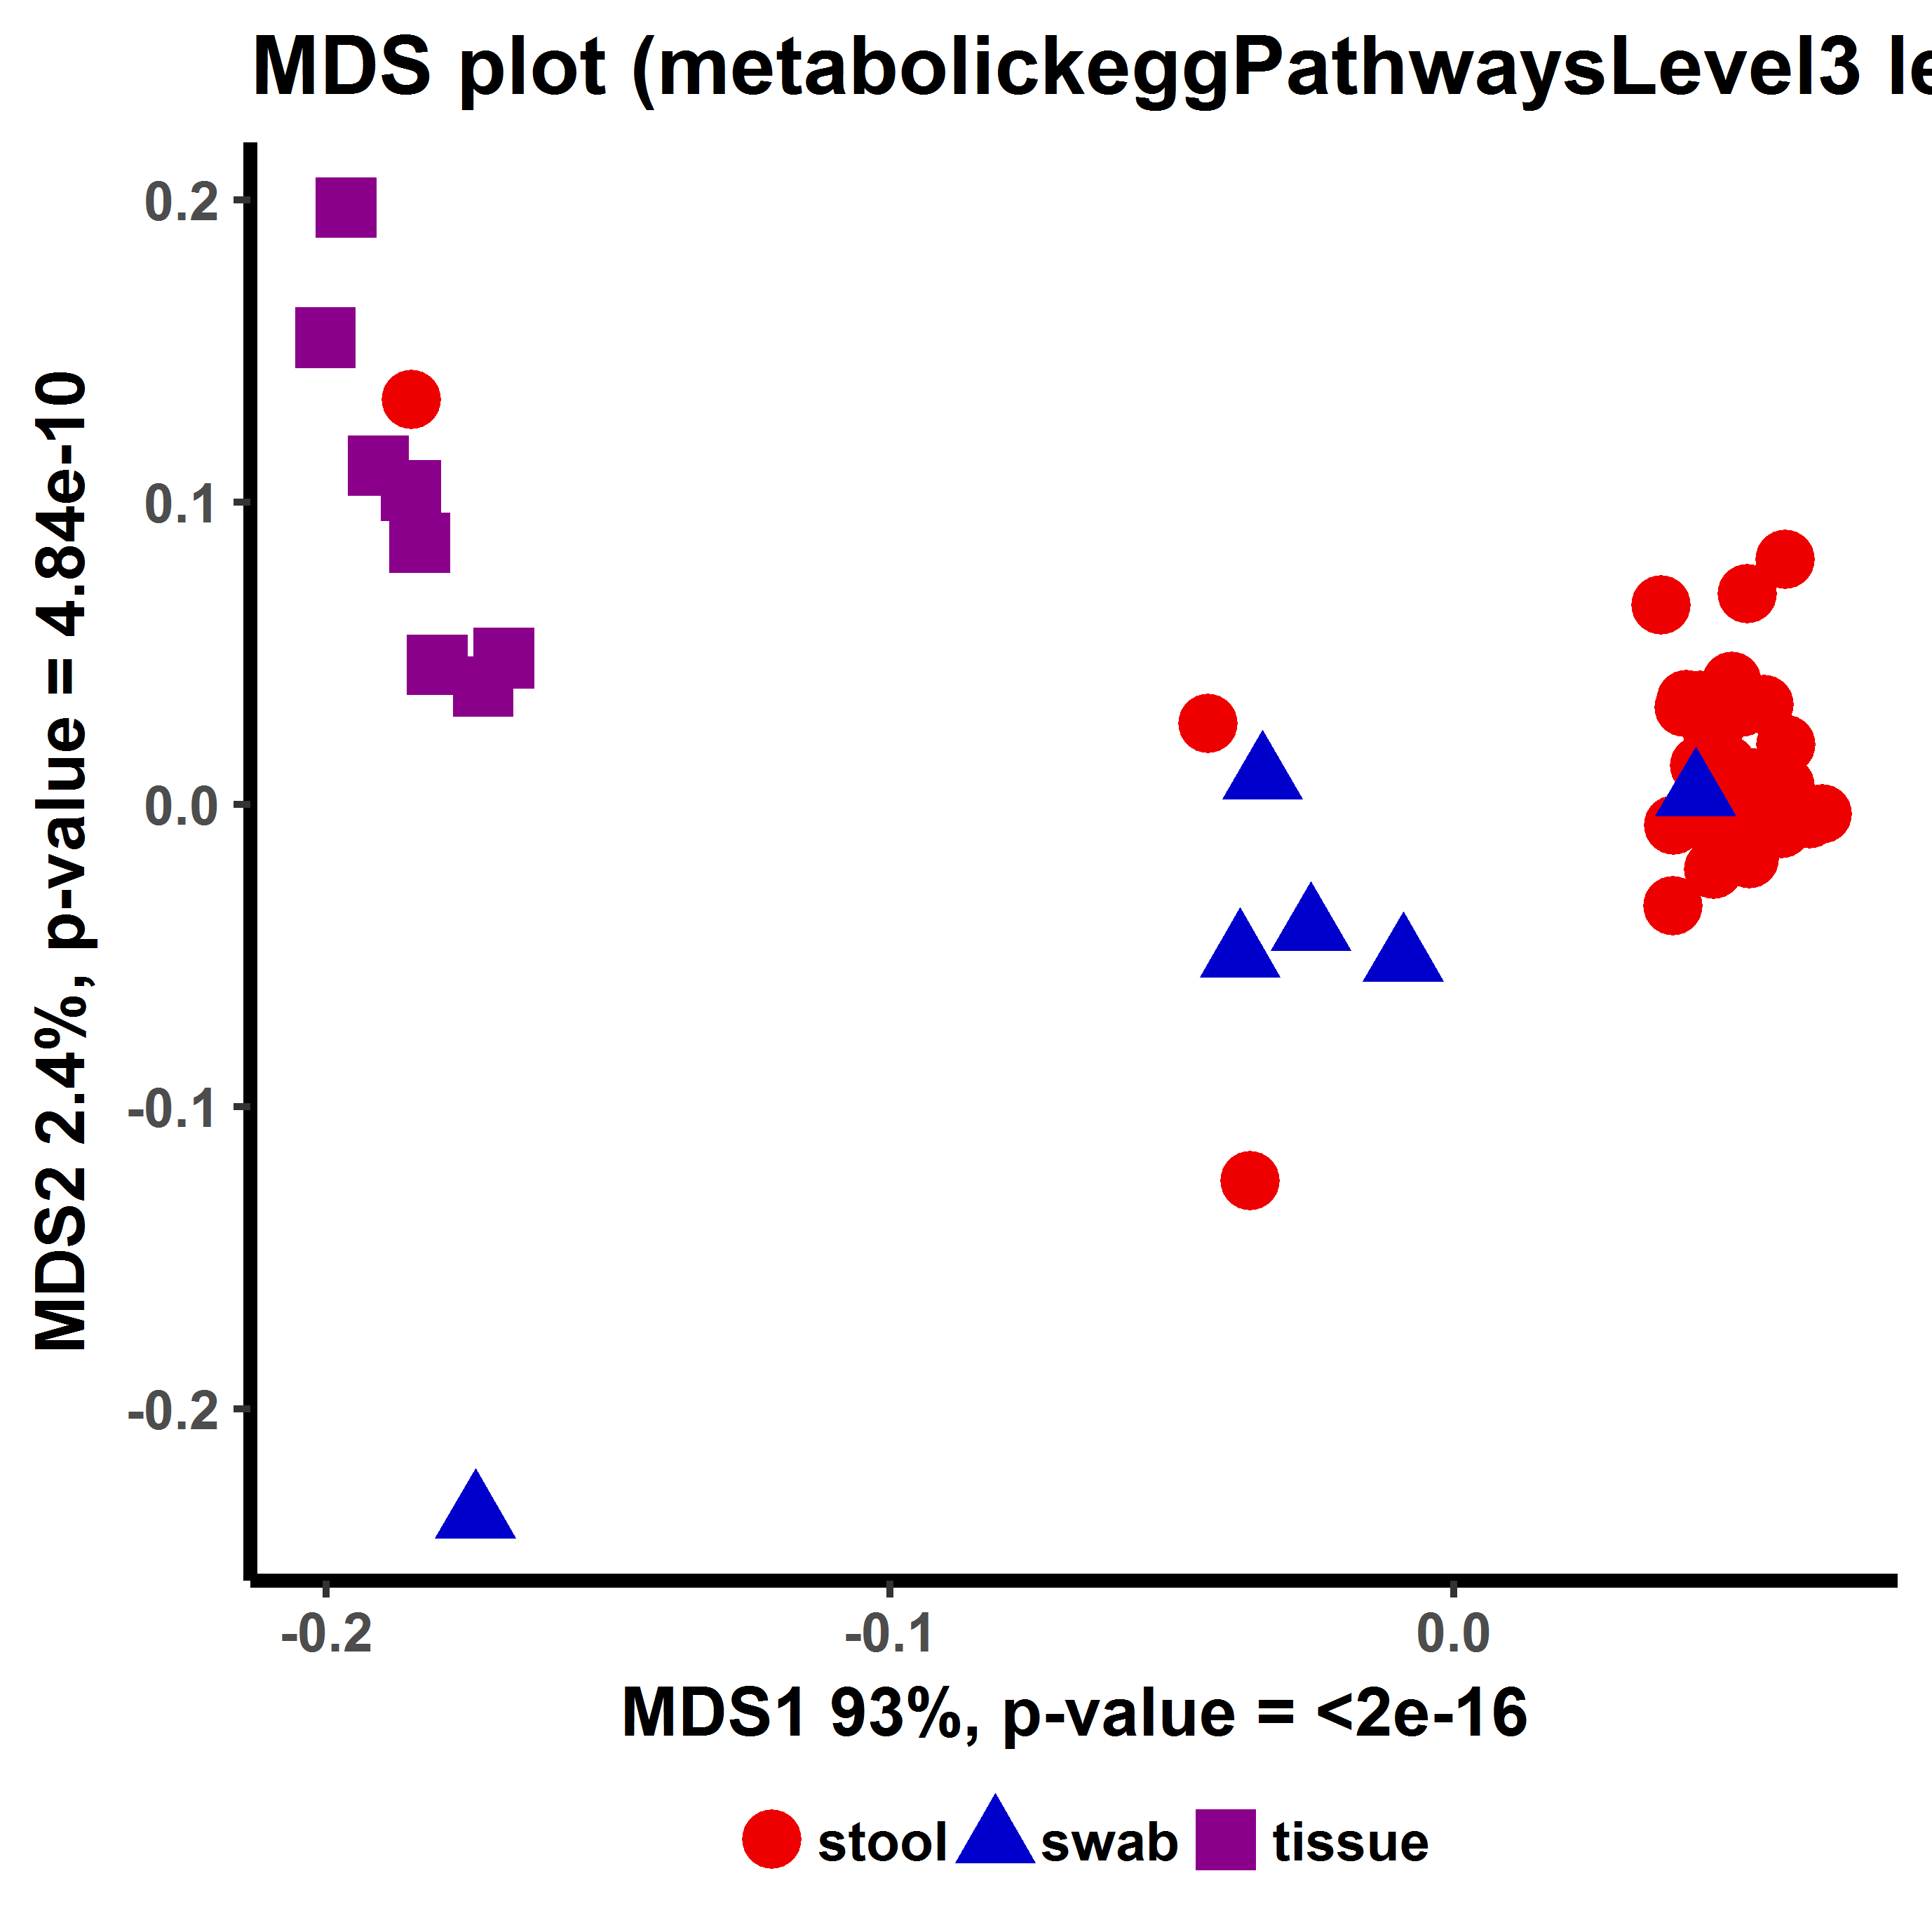 MDS plot (metabolickeggPathwaysLevel3 le
MDS2 2.4%, p-value = 4.84e-10
0.2
0.1
0.0
-0.1
-0.2
-0.2 -0.1 0.0
MDS1 93%, p-value = <2e-16
stool swab tissue